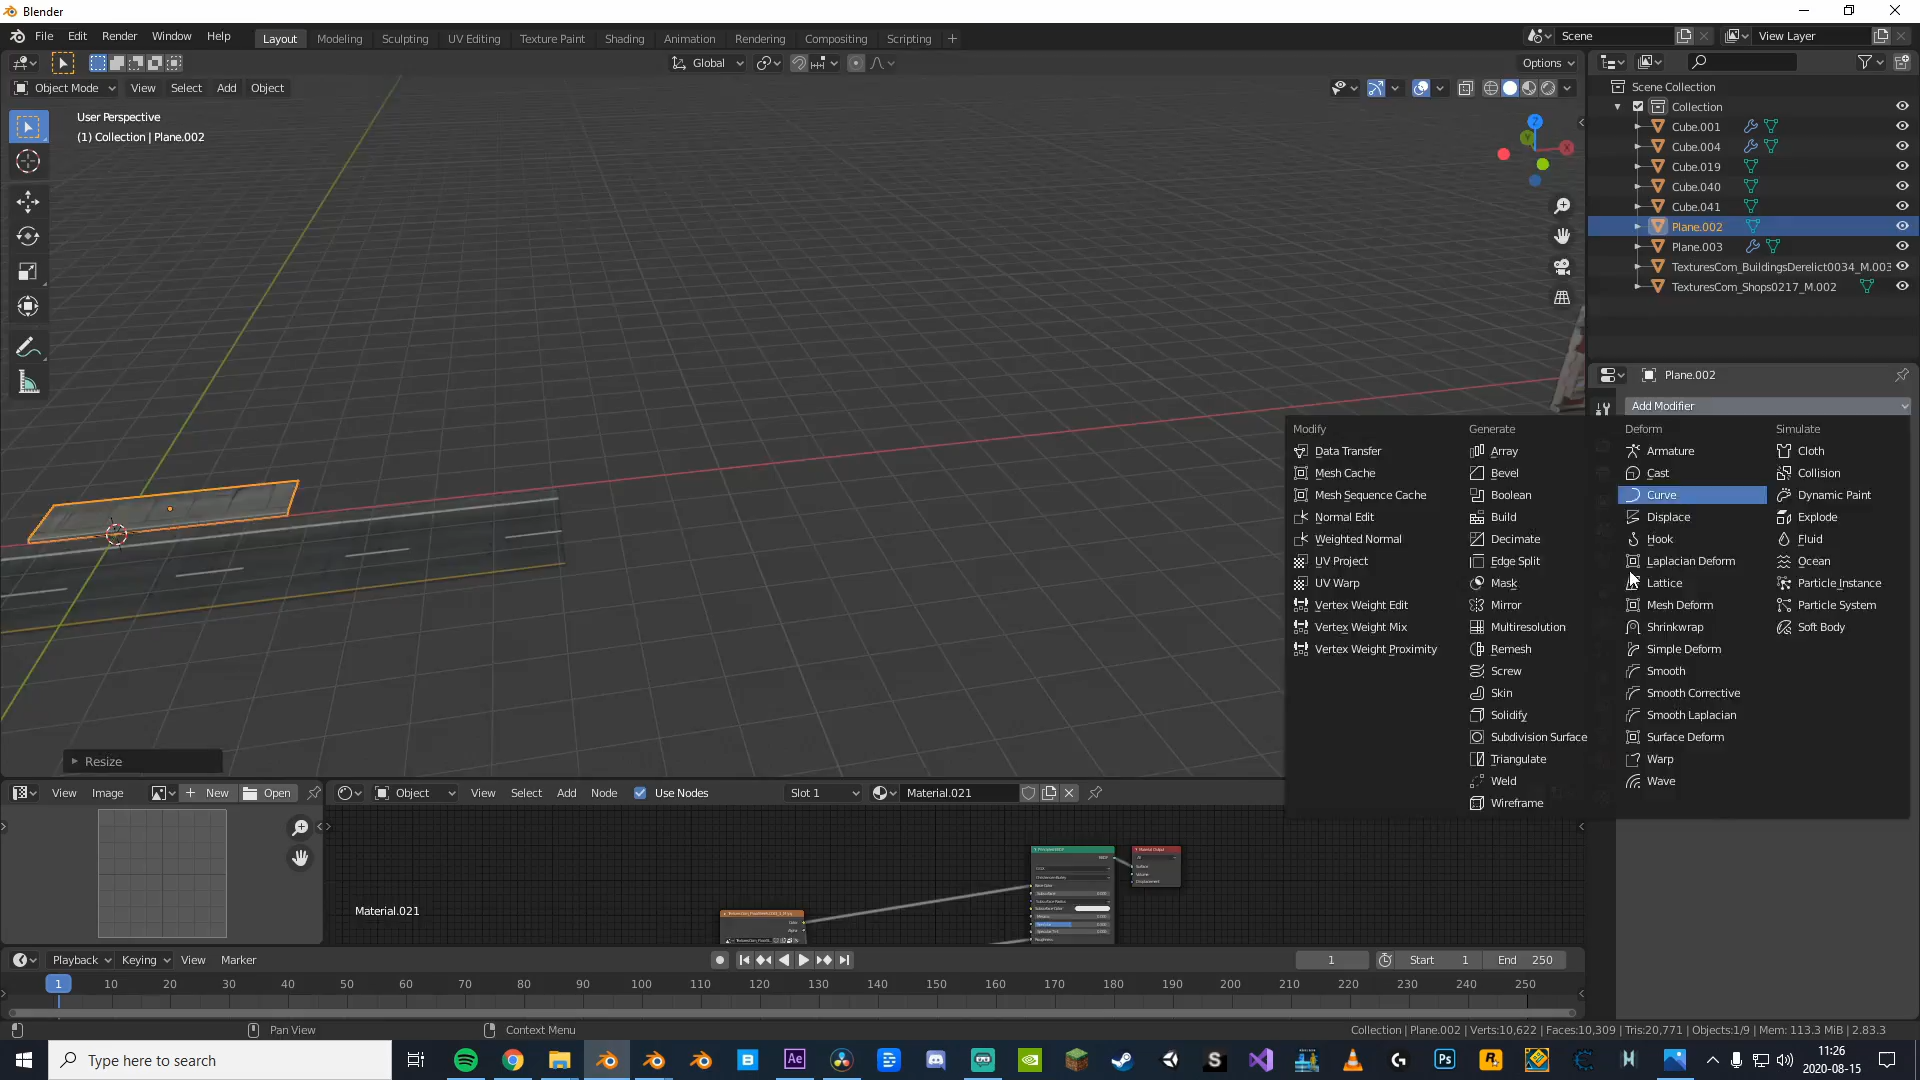 Blender
File Edit Render Window Help
Layout Modeling Sculpting UV Editing Texture Paint Shading Animation Rendering Compositing Scripting +
Scene
View Layer
Global
Options
Object Mode View Select Add Object
User Perspective
(1) Collection | Plane.002
Z
X
Y
Scene Collection
Collection
Cube.001
Cube.004
Cube.019
Cube.040
Cube.041
Plane.002
Plane.003
TexturesCom_BuildingsDerelict0034_M.003
TexturesCom_Shops0217_M.002
Plane.002
Add Modifier
Modify
Data Transfer
Mesh Cache
Mesh Sequence Cache
Normal Edit
Weighted Normal
UV Project
UV Warp
Vertex Weight Edit
Vertex Weight Mix
Vertex Weight Proximity
Generate
Array
Bevel
Boolean
Build
Decimate
Edge Split
Mask
Mirror
Multiresolution
Remesh
Screw
Skin
Solidify
Subdivision Surface
Triangulate
Weld
Wireframe
Deform
Armature
Cast
Curve
Displace
Hook
Laplacian Deform
Lattice
Mesh Deform
Shrinkwrap
Simple Deform
Smooth
Smooth Corrective
Smooth Laplacian
Surface Deform
Warp
Wave
Simulate
Cloth
Collision
Dynamic Paint
Explode
Fluid
Ocean
Particle Instance
Particle System
Soft Body
Resize
View Image + New Open
Object View Select Add Node Use Nodes Slot 1 Material.021
Material.021
Playback Keying View Marker
1 Start 1 End 250
1 10 20 30 40 50 60 70 80 90 100 110 120 130 140 150 160 170 180 190 200 210 220 230 240 250
Pan View
Context Menu
Collection | Plane.002 | Verts:10,622 | Faces:10,309 | Tris:20,771 | Objects:1/9 | Mem: 113.3 MiB | 2.83.3
Type here to search
Ae
Ps
11:26
2020-08-15